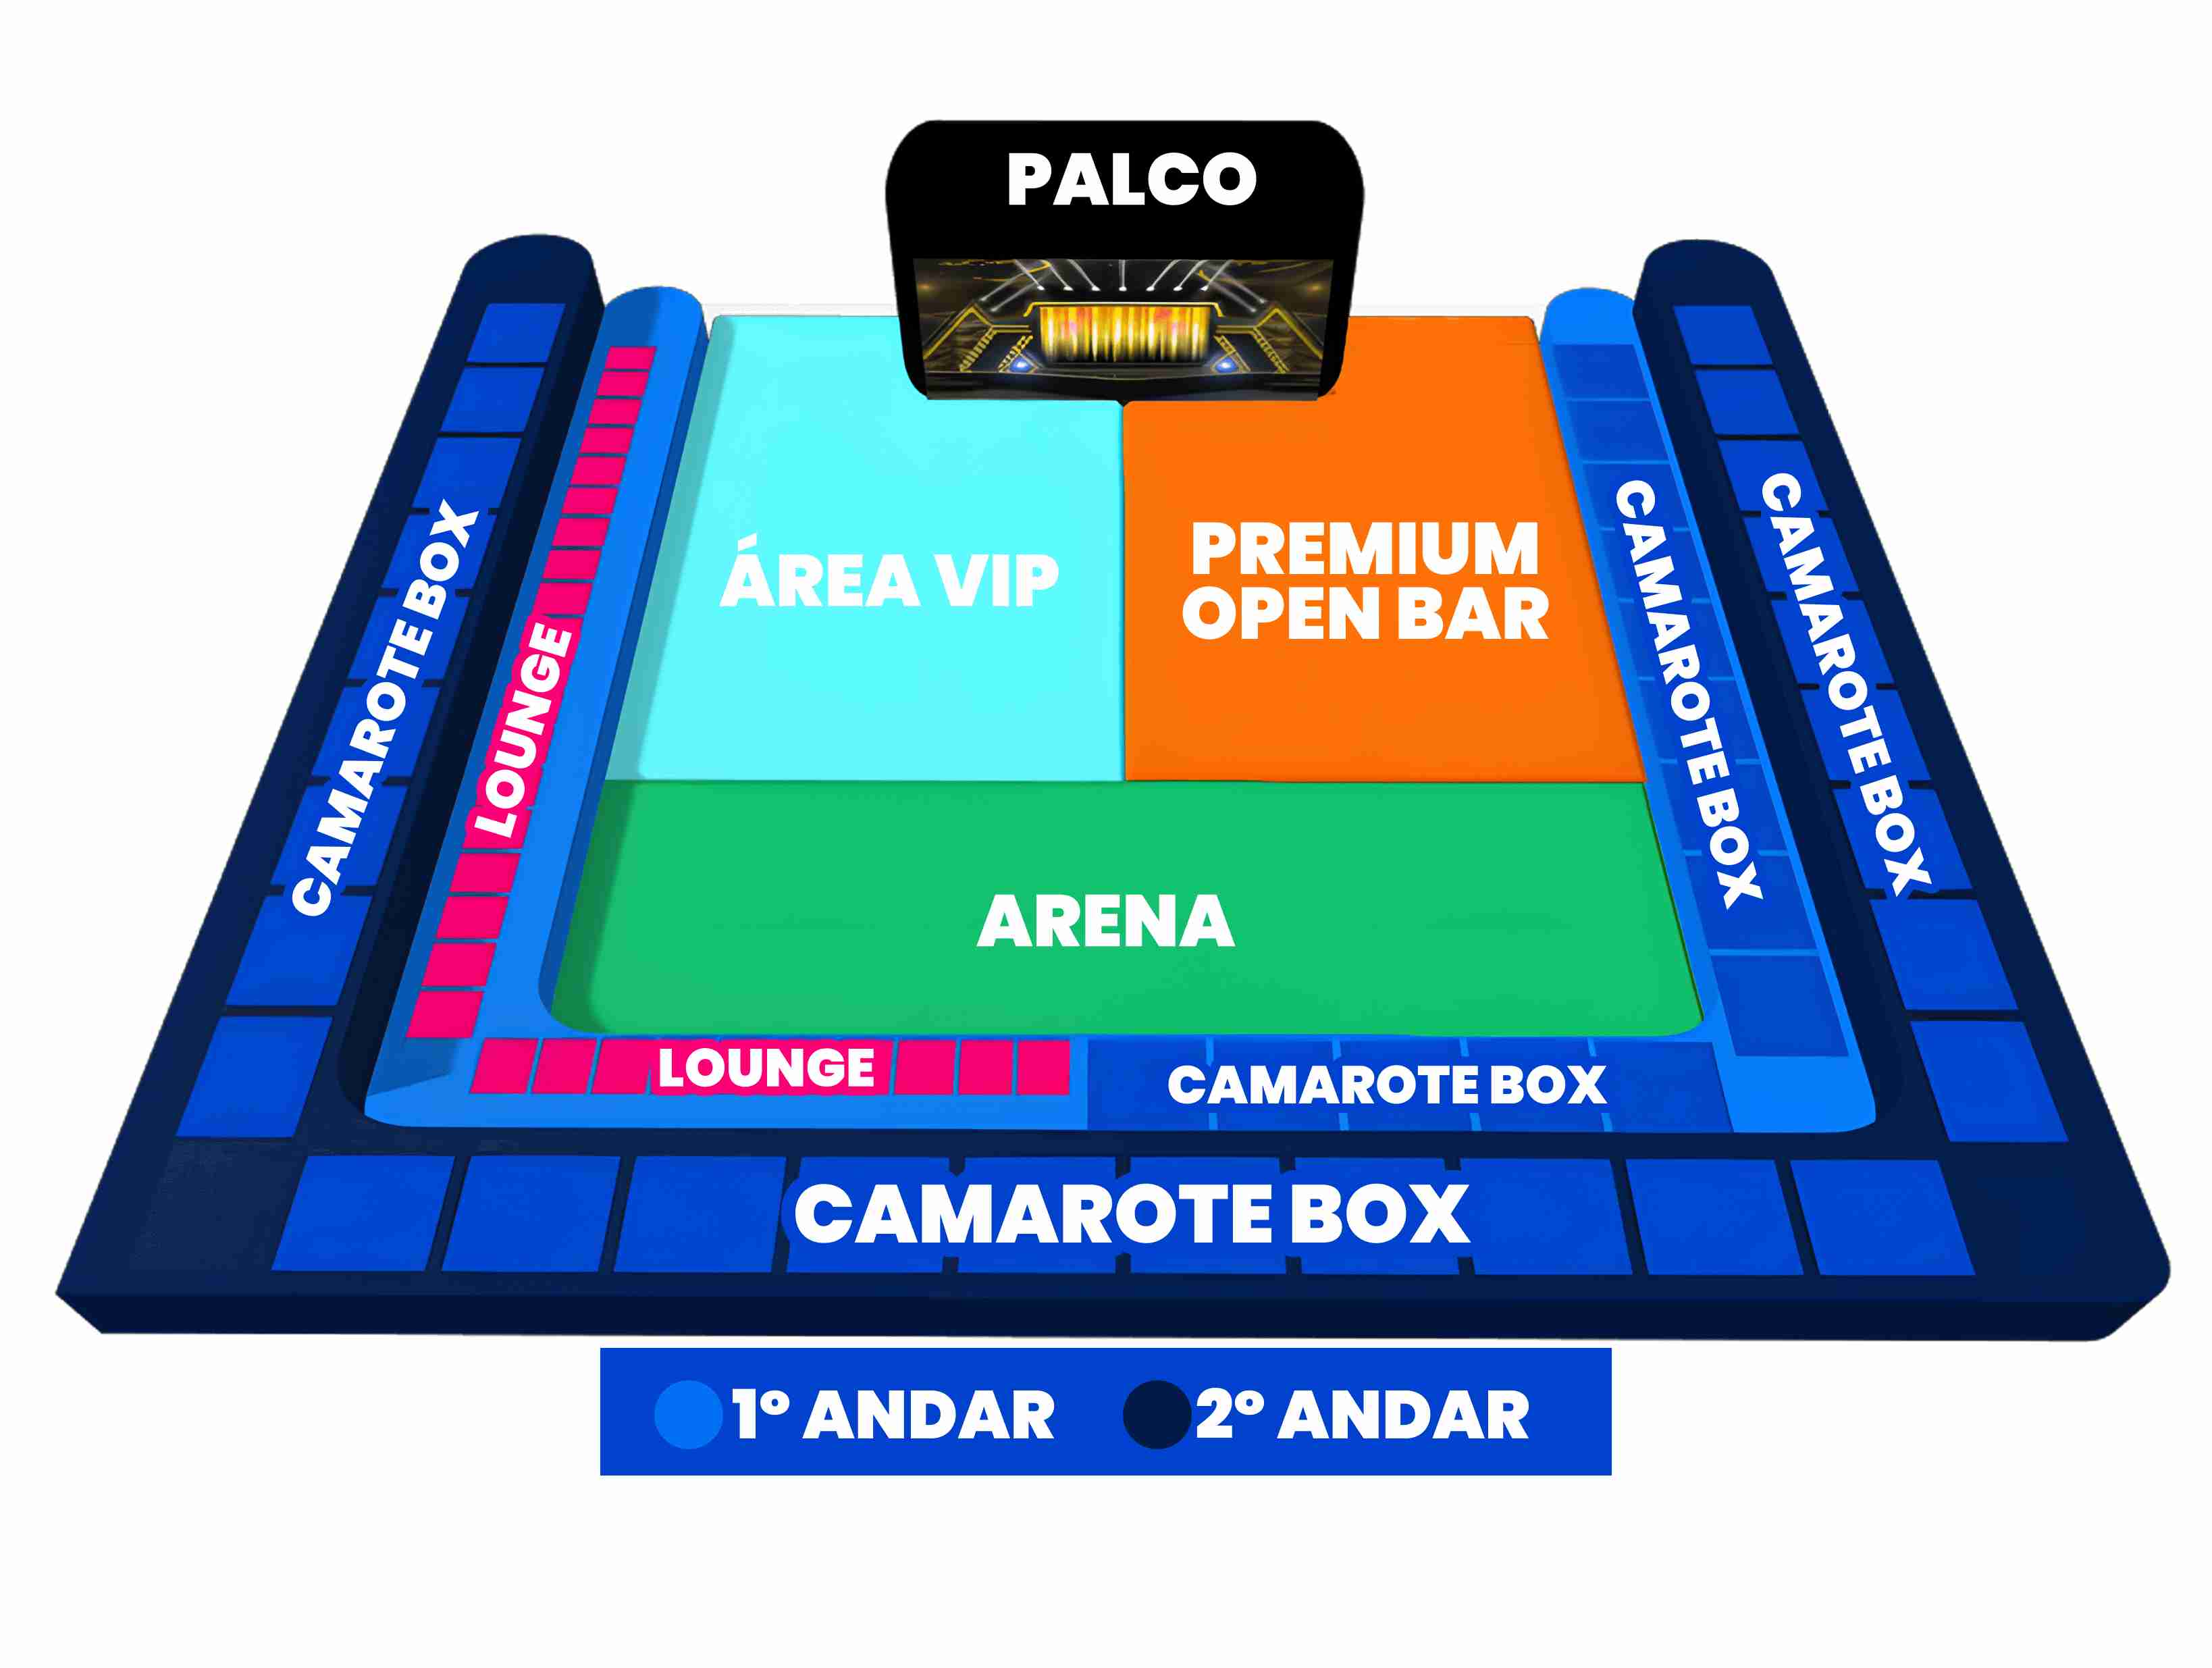 PALCO
CAMAROTE BOX
LOUNGE
ÁREA VIP
PREMIUM
OPEN BAR
CAMAROTE BOX
CAMAROTE BOX
ARENA
LOUNGE
CAMAROTE BOX
CAMAROTE BOX
1º ANDAR
2º ANDAR